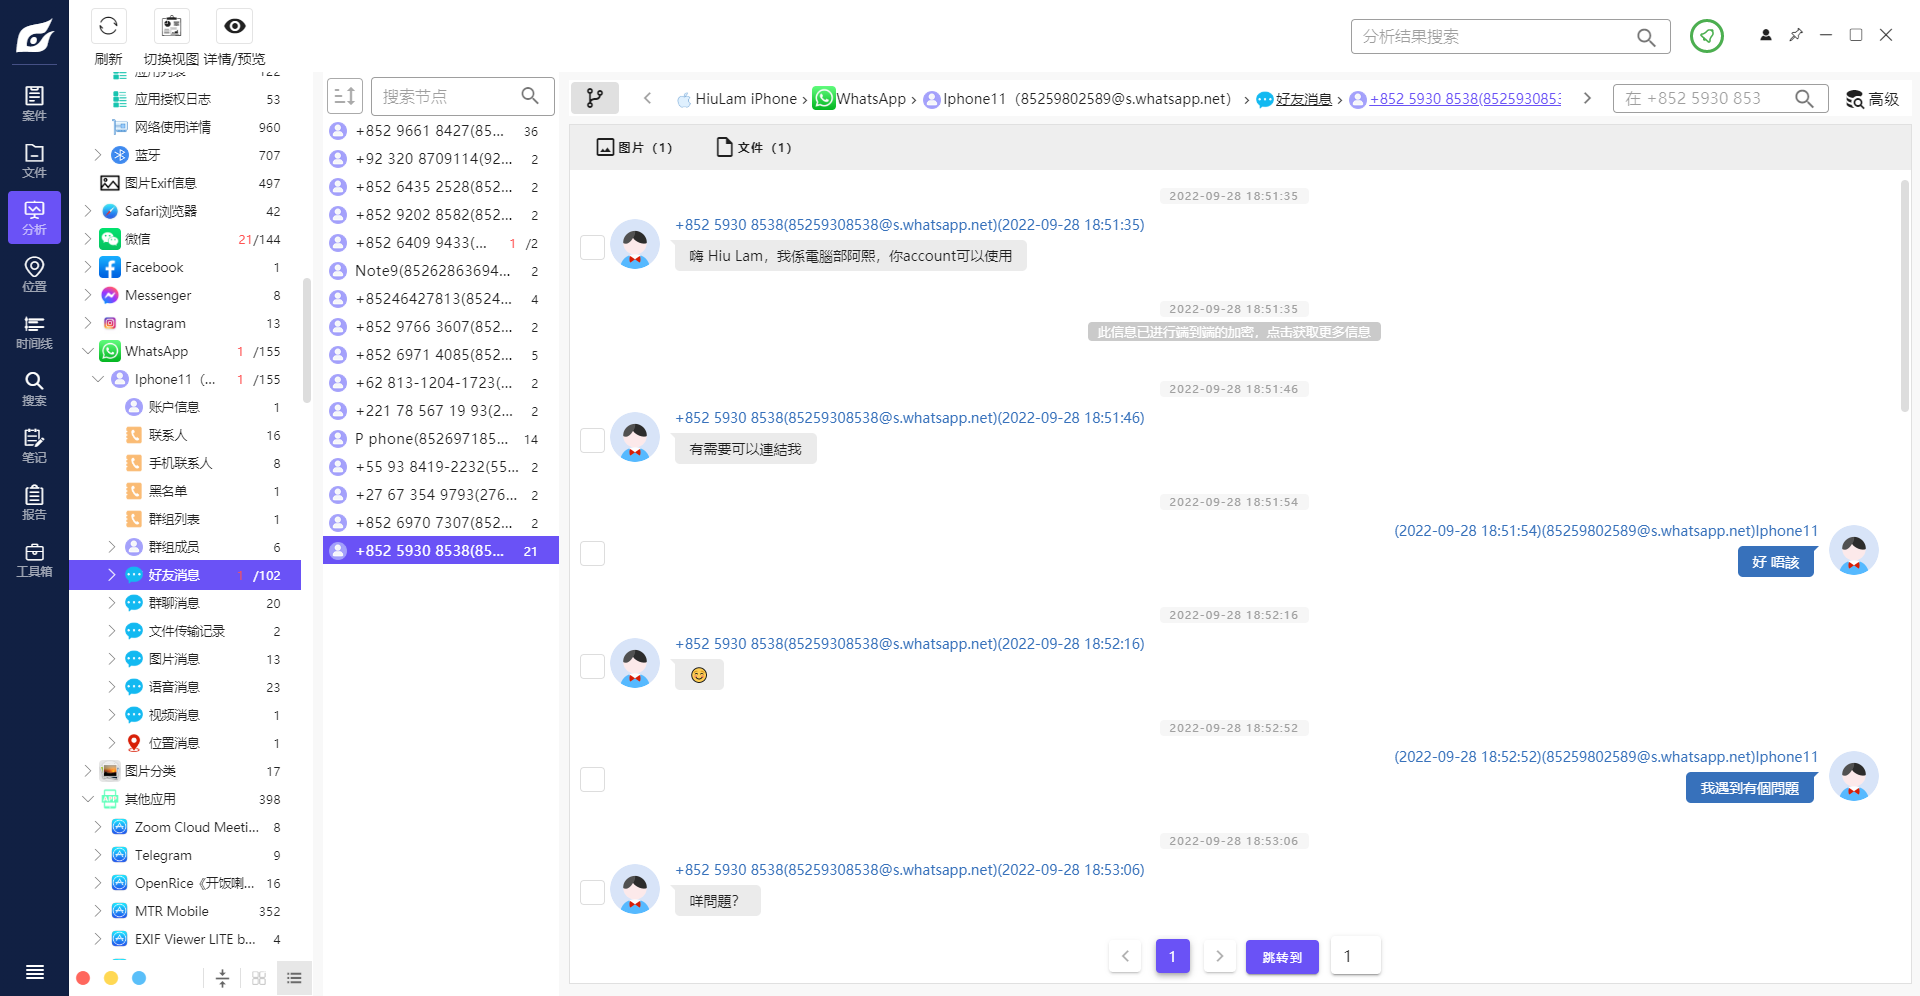 刷新
切换视图
详情/预览
分析结果搜索
案件
文件
分析
位置
时间线
搜索
笔记
报告
工具箱
应用列表 122
应用授权日志 53
网络使用详情 960
蓝牙 707
图片Exif信息 497
Safari浏览器 42
微信 21/144
Facebook 1
Messenger 8
Instagram 13
WhatsApp 1 /155
Iphone11（... 1 /155
账户信息 1
联系人 16
手机联系人 8
黑名单 1
群组列表 1
群组成员 6
好友消息 1 /102
群聊消息 20
文件传输记录 2
图片消息 13
语音消息 23
视频消息 1
位置消息 1
图片分类 17
其他应用 398
Zoom Cloud Meeti... 8
Telegram 9
OpenRice《开饭喇... 16
MTR Mobile 352
EXIF Viewer LITE b... 4
搜索节点
+852 9661 8427(85... 36
+92 320 8709114(92... 2
+852 6435 2528(852... 2
+852 9202 8582(852... 2
+852 6409 9433(... 1 /2
Note9(85262863694... 2
+85246427813(8524... 4
+852 9766 3607(852... 2
+852 6971 4085(852... 5
+62 813-1204-1723(... 2
+221 78 567 19 93(2... 2
P phone(852697185... 14
+55 93 8419-2232(55... 2
+27 67 354 9793(276... 2
+852 6970 7307(852... 2
+852 5930 8538(85... 21
HiuLam iPhone › WhatsApp › Iphone11（85259802589@s.whatsapp.net） › 好友消息 › +852 5930 8538(8525930853
在 +852 5930 853
高级
图片（1） 文件（1）
2022-09-28 18:51:35
+852 5930 8538(85259308538@s.whatsapp.net)(2022-09-28 18:51:35)
嗨 Hiu Lam，我係電腦部阿熙，你account可以使用
2022-09-28 18:51:35
此信息已进行端到端的加密，点击获取更多信息
2022-09-28 18:51:46
+852 5930 8538(85259308538@s.whatsapp.net)(2022-09-28 18:51:46)
有需要可以連結我
2022-09-28 18:51:54
(2022-09-28 18:51:54)(85259802589@s.whatsapp.net)Iphone11
好 唔該
2022-09-28 18:52:16
+852 5930 8538(85259308538@s.whatsapp.net)(2022-09-28 18:52:16)
😊
2022-09-28 18:52:52
(2022-09-28 18:52:52)(85259802589@s.whatsapp.net)Iphone11
我遇到有個問題
2022-09-28 18:53:06
+852 5930 8538(85259308538@s.whatsapp.net)(2022-09-28 18:53:06)
咩問題?
1 跳转到 1